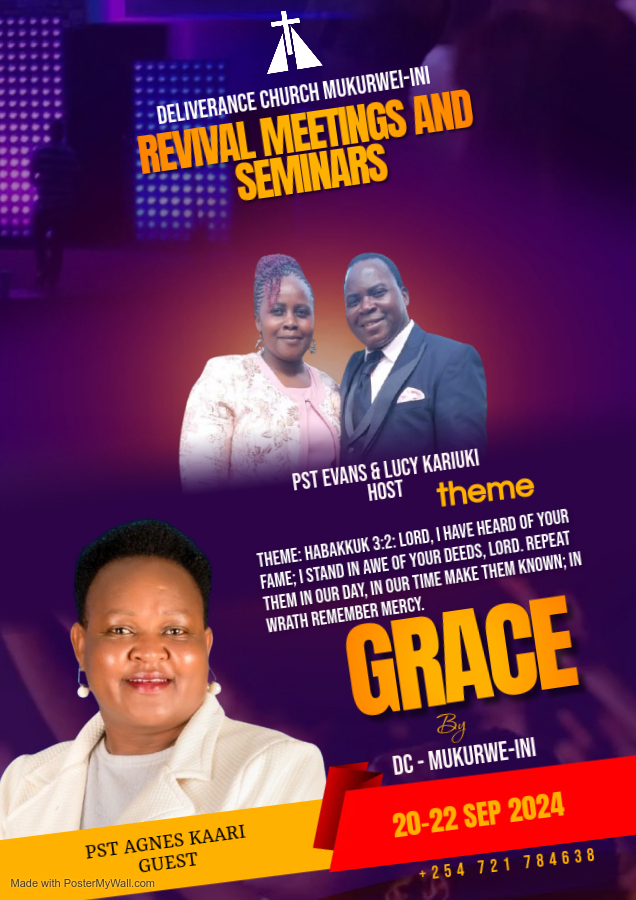 DELIVERANCE CHURCH MUKURWEI-INI
REVIVAL MEETINGS AND
SEMINARS
PST EVANS & LUCY KARIUKI
HOST
theme
THEME: HABAKKUK 3:2: LORD, I HAVE HEARD OF YOUR
FAME; I STAND IN AWE OF YOUR DEEDS, LORD. REPEAT
THEM IN OUR DAY, IN OUR TIME MAKE THEM KNOWN; IN
WRATH REMEMBER MERCY.
GRACE
By
DC - MUKURWE-INI
20-22 SEP 2024
PST AGNES KAARI
GUEST
+254 721 784638
Made with PosterMyWall.com